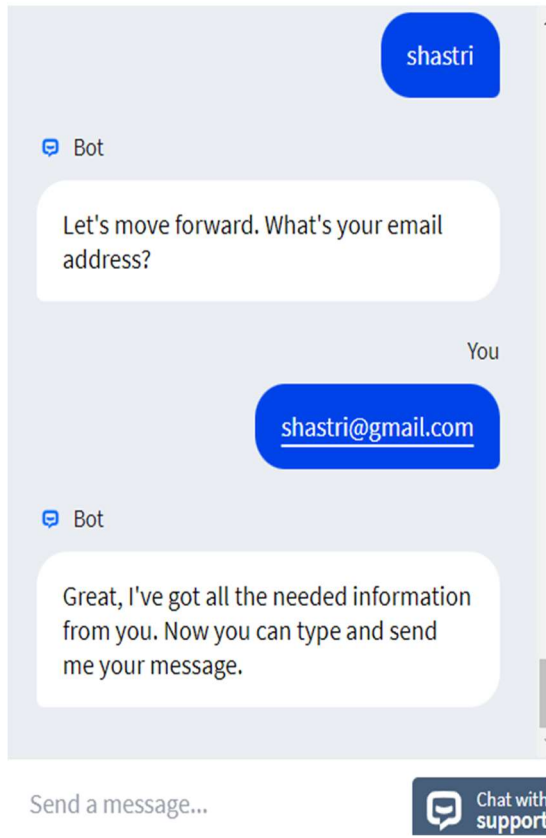 shastri
Bot
Let's move forward. What's your email
address?
You
shastri@gmail.com
Bot
Great, I've got all the needed information
from you. Now you can type and send
me your message.
Send a message...
Chat with
support